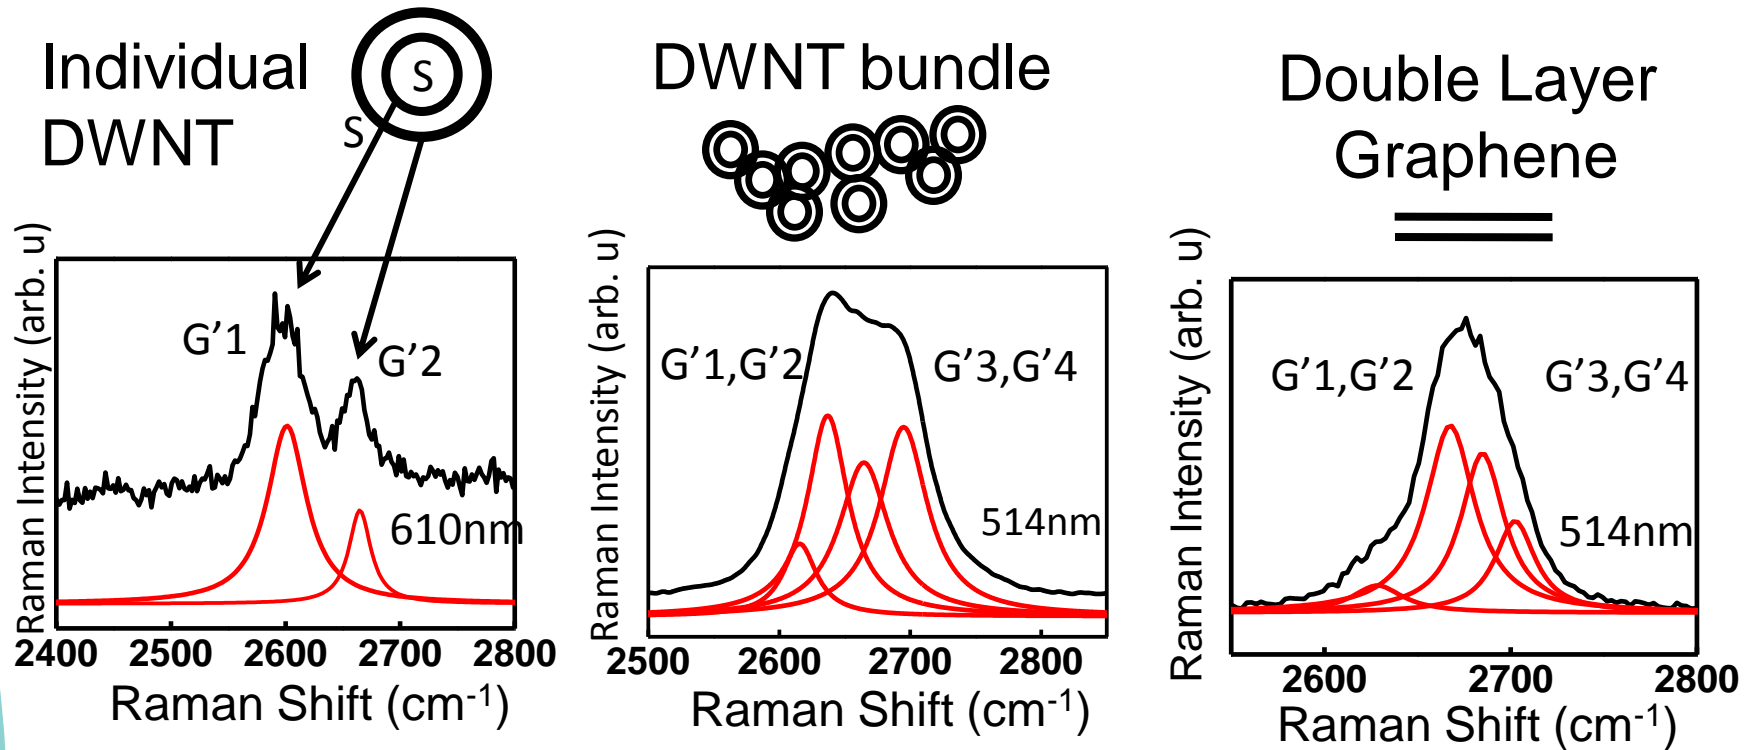 Individual
DWNT
S
S
Raman Intensity (arb. u)
G’1
G’2
610nm
2400 2500 2600 2700 2800
Raman Shift (cm-1)
DWNT bundle
Raman Intensity (arb. u)
G’1,G’2
G’3,G’4
514nm
2500 2600 2700 2800
Raman Shift (cm-1)
Double Layer
Graphene
Raman Intensity (arb. u)
G’1,G’2
G’3,G’4
514nm
2600 2700 2800
Raman Shift (cm-1)